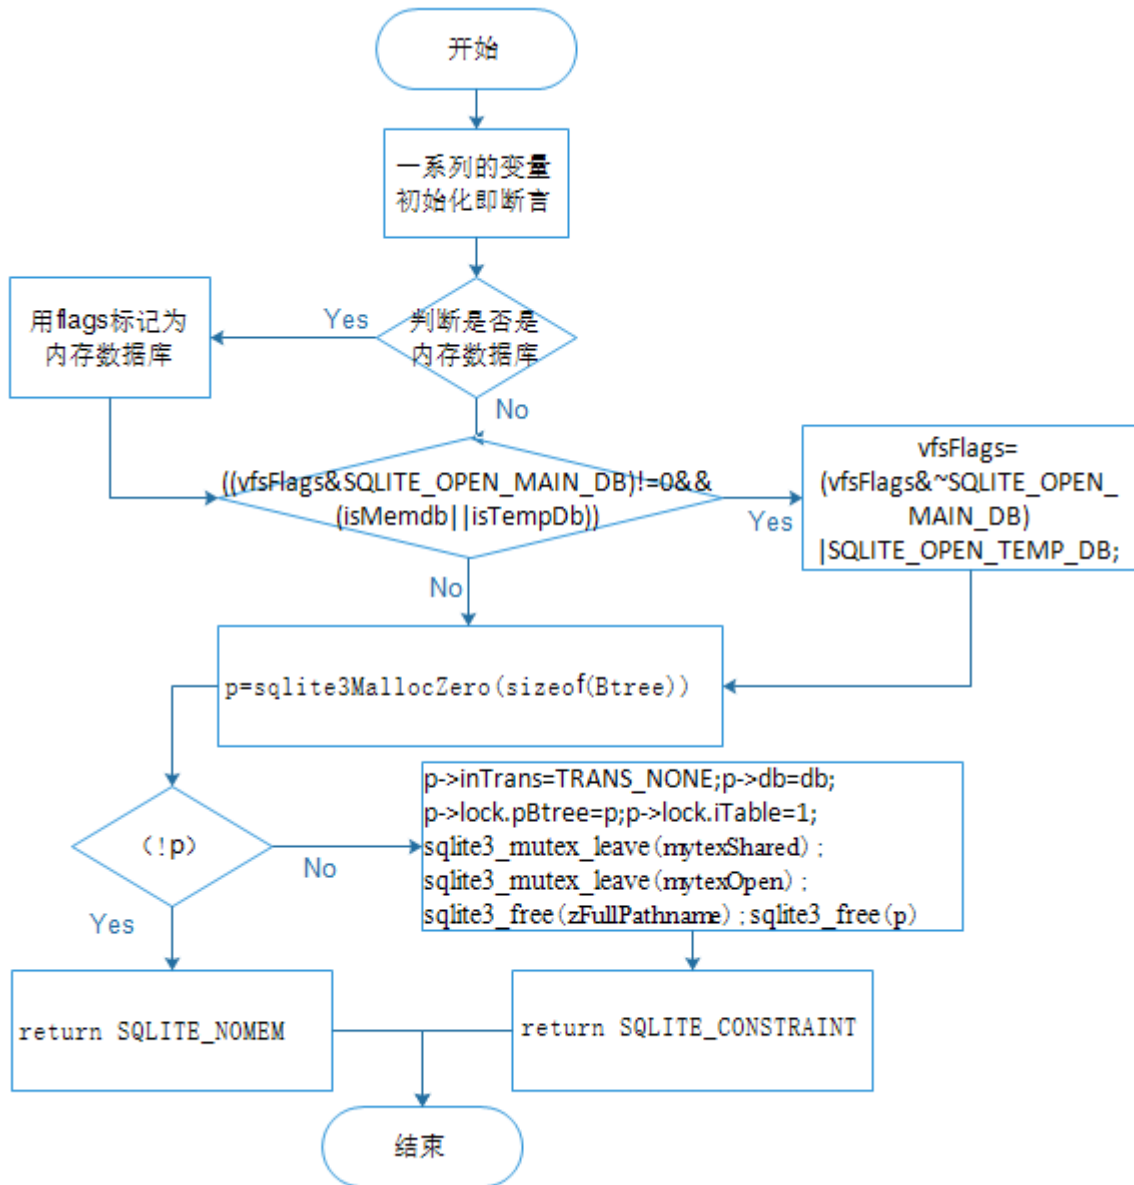 开始
一系列的变量
初始化即断言
判断是否是
内存数据库
Yes
用flags标记为
内存数据库
No
((vfsFlags&SQLITE_OPEN_MAIN_DB)!=0&&
(isMemdb||isTempDb))
Yes
vfsFlags=
(vfsFlags&~SQLITE_OPEN_
MAIN_DB)
|SQLITE_OPEN_TEMP_DB;
No
p=sqlite3MallocZero(sizeof(Btree))
(!p)
No
p->inTrans=TRANS_NONE;p->db=db;
p->lock.pBtree=p;p->lock.iTable=1;
sqlite3_mutex_leave(mytexShared);
sqlite3_mutex_leave(mytexOpen);
sqlite3_free(zFullPathname);sqlite3_free(p)
Yes
return SQLITE_NOMEM
return SQLITE_CONSTRAINT
结束